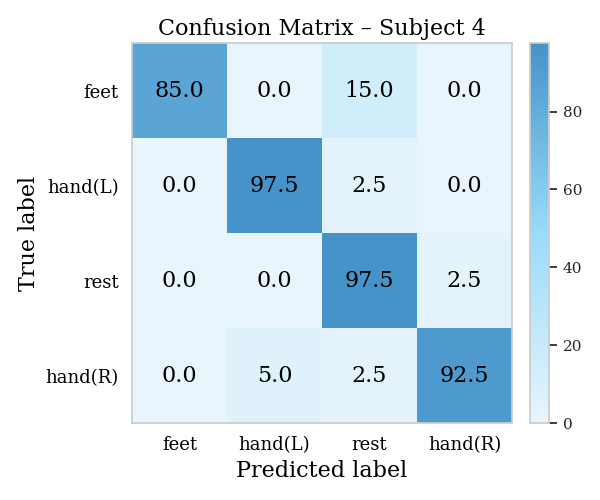 Confusion Matrix – Subject 4
True label
feet 85.0 0.0 15.0 0.0
hand(L) 0.0 97.5 2.5 0.0
rest 0.0 0.0 97.5 2.5
hand(R) 0.0 5.0 2.5 92.5
feet hand(L) rest hand(R)
Predicted label
80
60
40
20
0